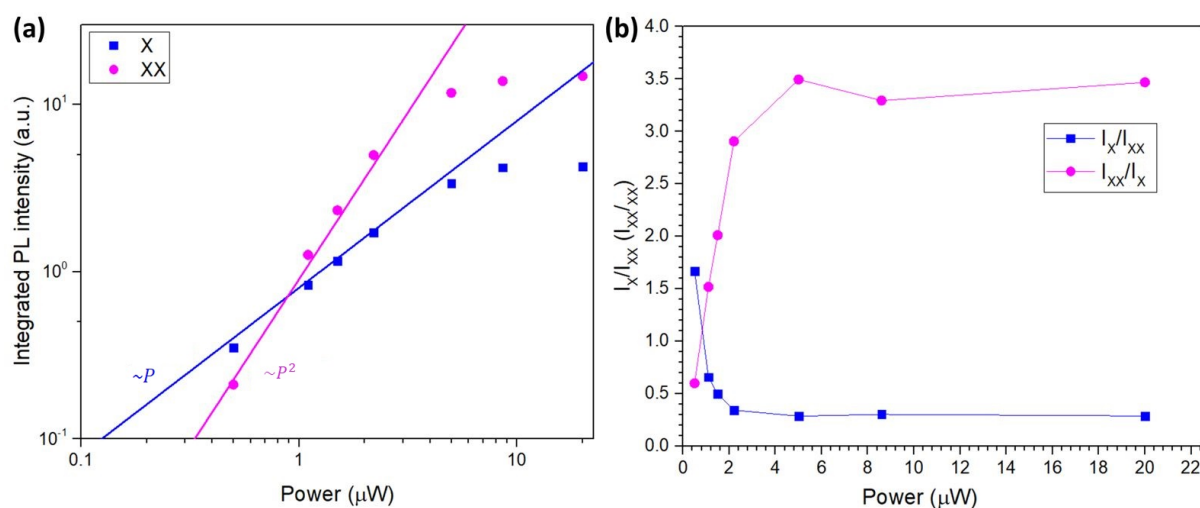 (a)
X
XX
Integrated PL intensity (a.u.)
10¹
10⁰
10⁻¹
~P
~P²
0.1
1
10
Power (μW)
(b)
4.0
3.5
3.0
2.5
2.0
1.5
1.0
0.5
0.0
I_X/I_XX (I_XX/_XX)
I_X/I_XX
I_XX/I_X
0 2 4 6 8 10 12 14 16 18 20 22
Power (μW)